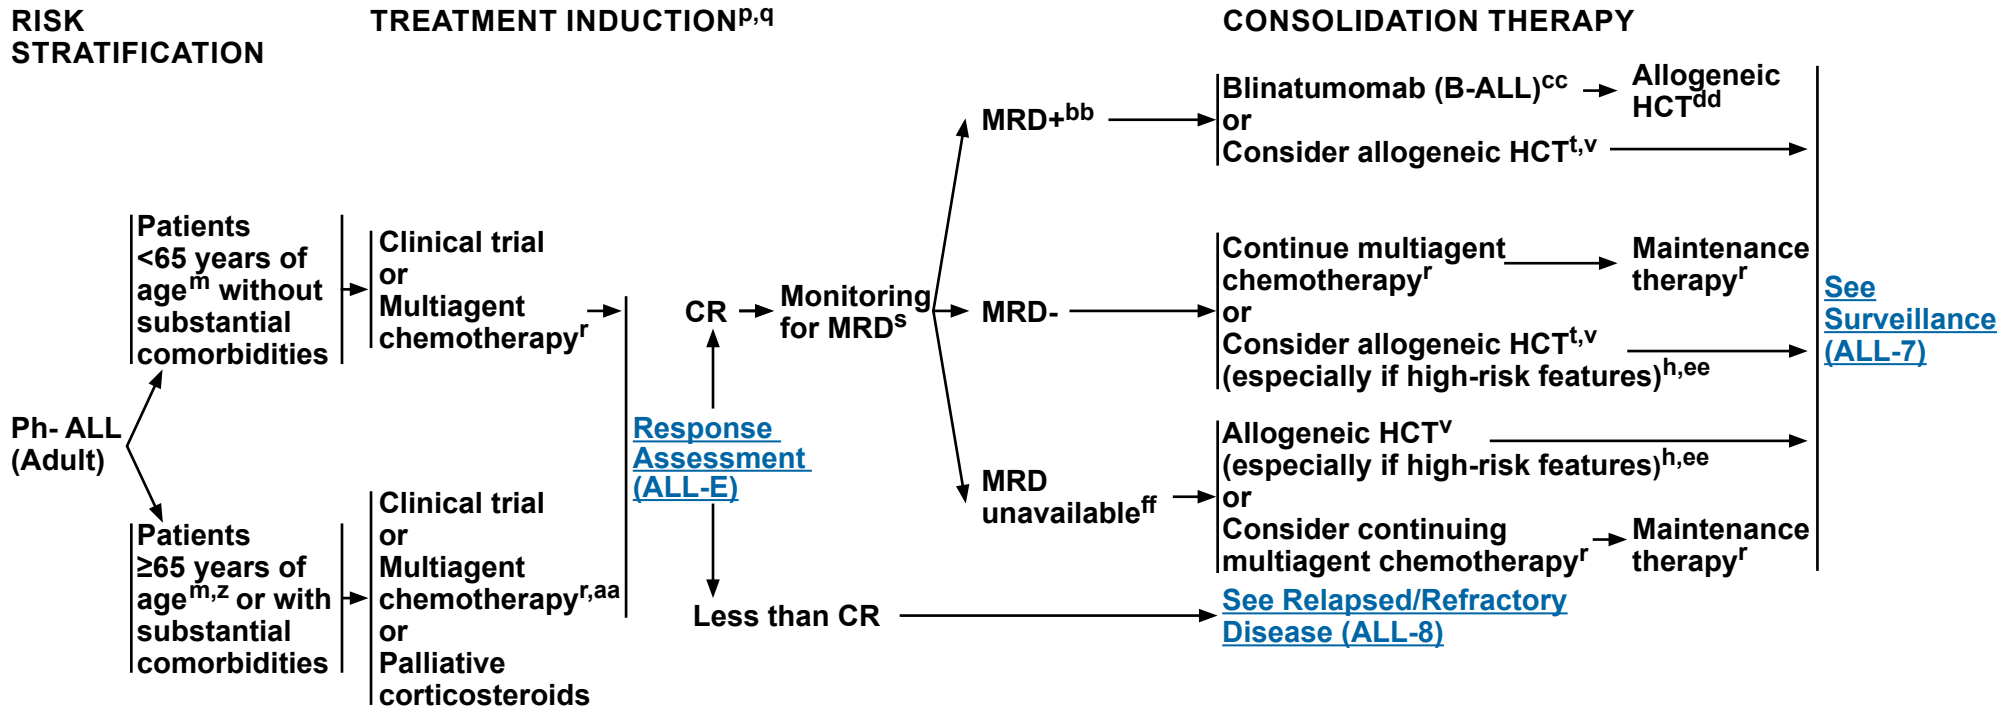 RISK
STRATIFICATION
TREATMENT INDUCTIONp,q
CONSOLIDATION THERAPY
Ph- ALL
(Adult)
Patients
<65 years of
agem without
substantial
comorbidities
Clinical trial
or
Multiagent
chemotherapyr
Patients
≥65 years of
agem,z or with
substantial
comorbidities
Clinical trial
or
Multiagent
chemotherapyr,aa
or
Palliative
corticosteroids
Response
Assessment
(ALL-E)
CR
Monitoring
for MRDs
MRD+bb
Blinatumomab (B-ALL)cc
or
Consider allogeneic HCTt,v
Allogeneic
HCTdd
MRD-
Continue multiagent
chemotherapyr
or
Consider allogeneic HCTt,v
(especially if high-risk features)h,ee
Maintenance
therapyr
MRD
unavailableff
Allogeneic HCTv
(especially if high-risk features)h,ee
or
Consider continuing
multiagent chemotherapyr
Maintenance
therapyr
See
Surveillance
(ALL-7)
Less than CR
See Relapsed/Refractory
Disease (ALL-8)